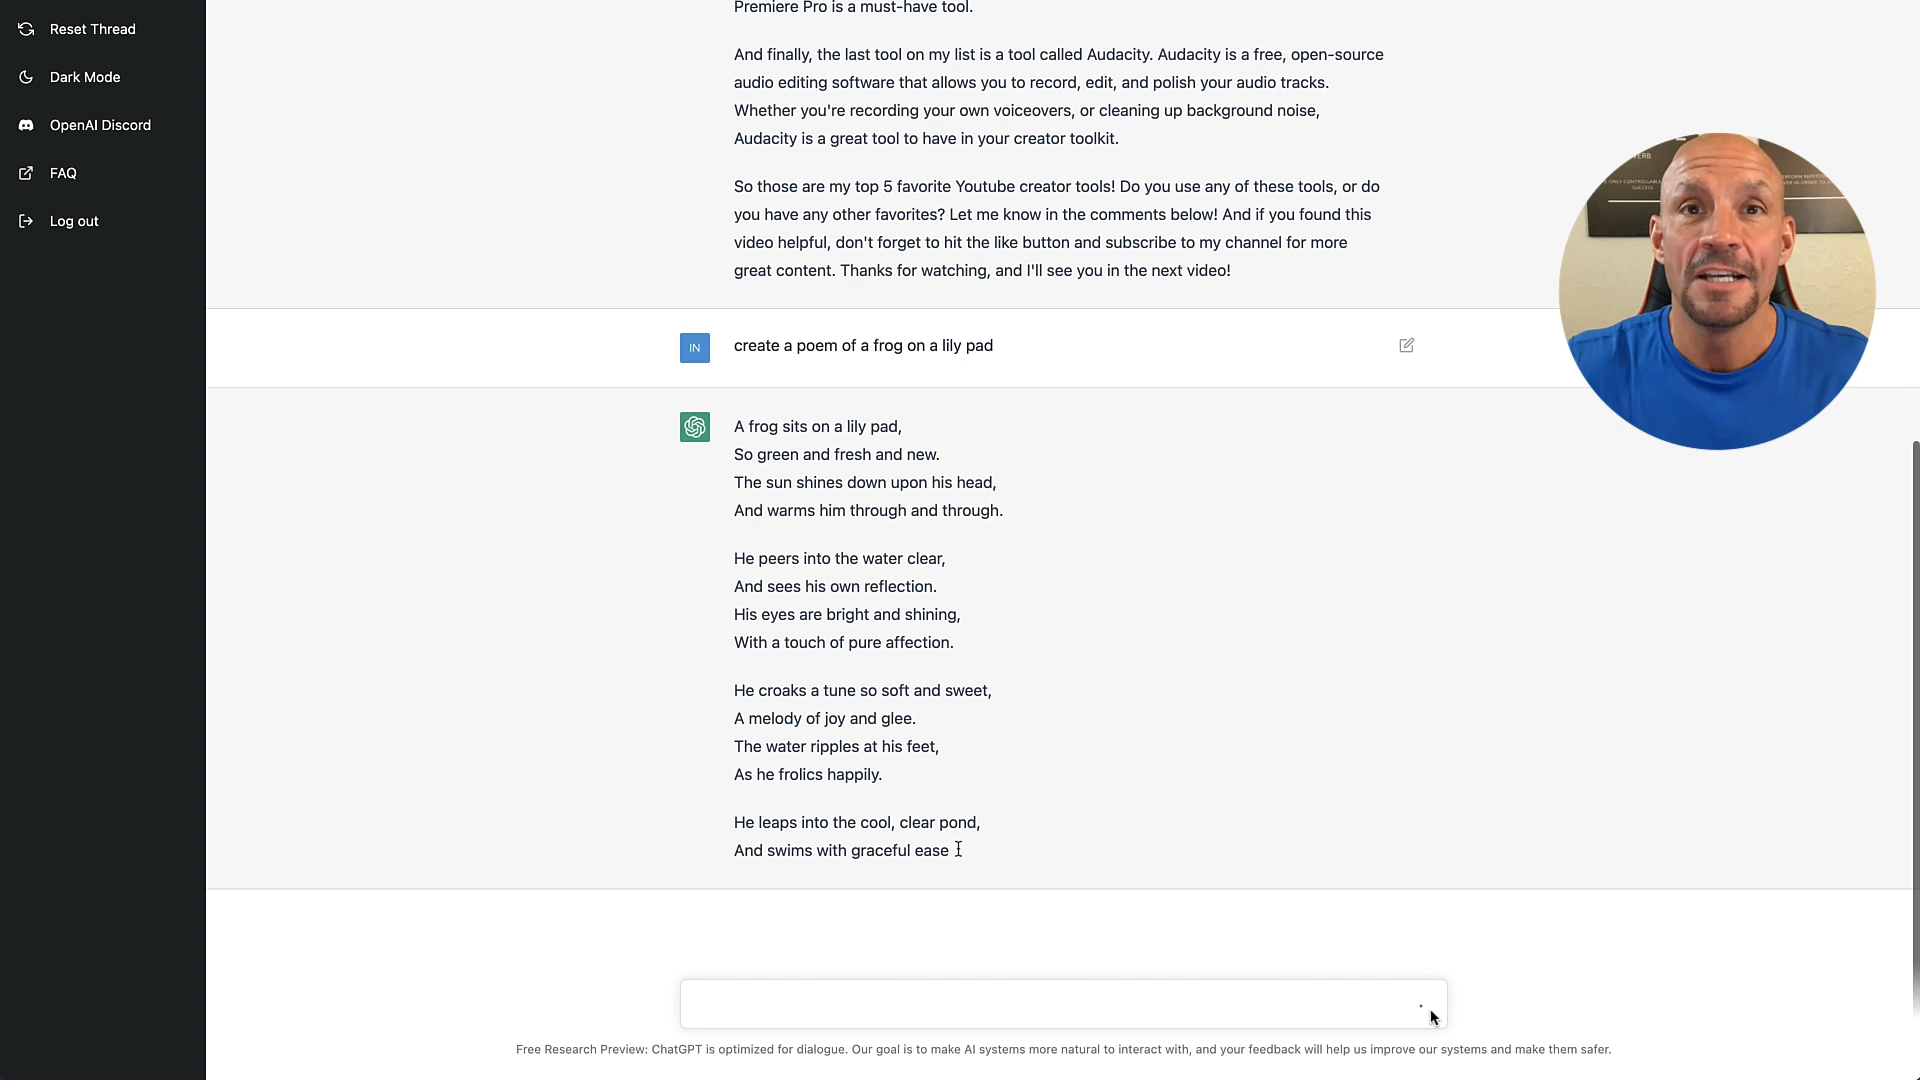 Reset Thread
Dark Mode
OpenAI Discord
FAQ
Log out
Premiere Pro is a must-have tool.
And finally, the last tool on my list is a tool called Audacity. Audacity is a free, open-source
audio editing software that allows you to record, edit, and polish your audio tracks.
Whether you're recording your own voiceovers, or cleaning up background noise,
Audacity is a great tool to have in your creator toolkit.
So those are my top 5 favorite Youtube creator tools! Do you use any of these tools, or do
you have any other favorites? Let me know in the comments below! And if you found this
video helpful, don't forget to hit the like button and subscribe to my channel for more
great content. Thanks for watching, and I'll see you in the next video!
IN
create a poem of a frog on a lily pad
A frog sits on a lily pad,
So green and fresh and new.
The sun shines down upon his head,
And warms him through and through.
He peers into the water clear,
And sees his own reflection.
His eyes are bright and shining,
With a touch of pure affection.
He croaks a tune so soft and sweet,
A melody of joy and glee.
The water ripples at his feet,
As he frolics happily.
He leaps into the cool, clear pond,
And swims with graceful ease
Free Research Preview: ChatGPT is optimized for dialogue. Our goal is to make AI systems more natural to interact with, and your feedback will help us improve our systems and make them safer.